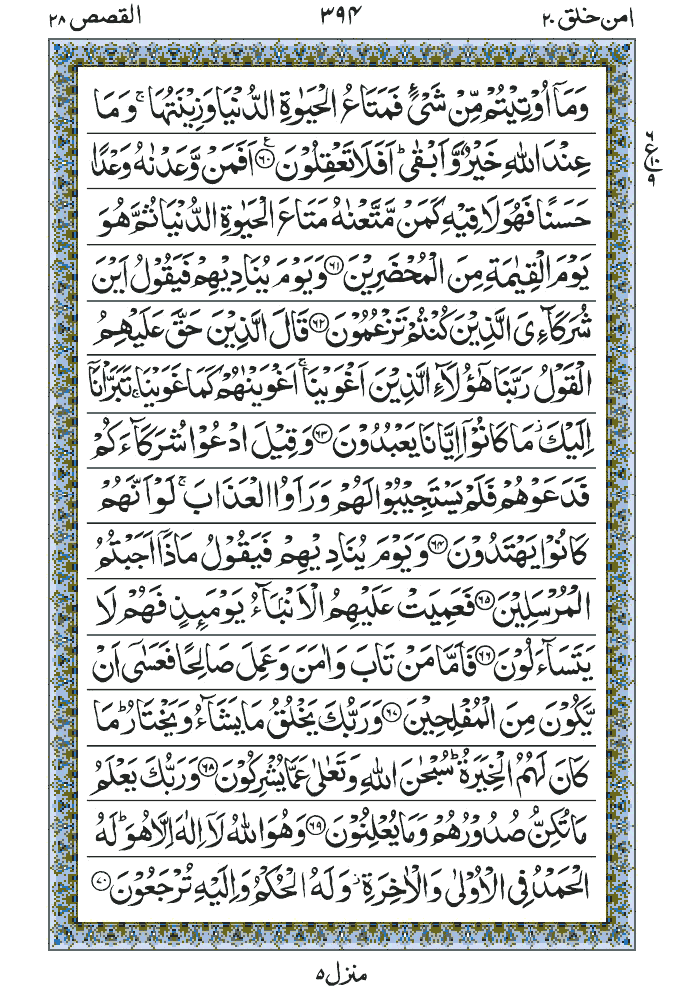 امن خلق ٢٠
٣٩٤
القصص ٢٨
وَمَاۤ اُوْتِيْتُمْ مِّنْ شَیْءٍ فَمَتَاعُ الْحَيٰوةِ الدُّنْيَا وَزِيْنَتُهَا ۚ وَمَا
عِنْدَ اللّٰهِ خَيْرٌ وَّاَبْقٰى ؕ اَفَلَا تَعْقِلُوْنَ ۧ﴿٦٠﴾ اَفَمَنْ وَّعَدْنٰهُ وَعْدًا
حَسَنًا فَهُوَ لَاقِيْهِ كَمَنْ مَّتَّعْنٰهُ مَتَاعَ الْحَيٰوةِ الدُّنْيَا ثُمَّ هُوَ
يَوْمَ الْقِيٰمَةِ مِنَ الْمُحْضَرِيْنَ ﴿٦١﴾ وَيَوْمَ يُنَادِيْهِمْ فَيَقُوْلُ اَيْنَ
شُرَكَآءِیَ الَّذِيْنَ كُنْتُمْ تَزْعُمُوْنَ ﴿٦٢﴾ قَالَ الَّذِيْنَ حَقَّ عَلَيْهِمُ
الْقَوْلُ رَبَّنَا هٰۤؤُلَآءِ الَّذِيْنَ اَغْوَيْنَا ۚ اَغْوَيْنٰهُمْ كَمَا غَوَيْنَا ۚ تَبَرَّاْنَاۤ
اِلَيْكَ ؗ مَا كَانُوْۤا اِيَّانَا يَعْبُدُوْنَ ﴿٦٣﴾ وَقِيْلَ ادْعُوْا شُرَكَآءَكُمْ
فَدَعَوْهُمْ فَلَمْ يَسْتَجِيْبُوْا لَهُمْ وَرَاَوُا الْعَذَابَ ۚ لَوْ اَنَّهُمْ
كَانُوْا يَهْتَدُوْنَ ﴿٦٤﴾ وَيَوْمَ يُنَادِيْهِمْ فَيَقُوْلُ مَاذَاۤ اَجَبْتُمُ
الْمُرْسَلِيْنَ ﴿٦٥﴾ فَعَمِيَتْ عَلَيْهِمُ الْاَنْۢبَآءُ يَوْمَئِذٍ فَهُمْ لَا
يَتَسَآءَلُوْنَ ﴿٦٦﴾ فَاَمَّا مَنْ تَابَ وَاٰمَنَ وَعَمِلَ صَالِحًا فَعَسٰۤى اَنْ
يَّكُوْنَ مِنَ الْمُفْلِحِيْنَ ﴿٦٧﴾ وَرَبُّكَ يَخْلُقُ مَا يَشَآءُ وَيَخْتَارُ ؕ مَا
كَانَ لَهُمُ الْخِيَرَةُ ؕ سُبْحٰنَ اللّٰهِ وَتَعٰلٰى عَمَّا يُشْرِكُوْنَ ﴿٦٨﴾ وَرَبُّكَ يَعْلَمُ
مَا تُكِنُّ صُدُوْرُهُمْ وَمَا يُعْلِنُوْنَ ﴿٦٩﴾ وَهُوَ اللّٰهُ لَاۤ اِلٰهَ اِلَّا هُوَ ؕ لَهُ
الْحَمْدُ فِی الْاُوْلٰى وَالْاٰخِرَةِ ؗ وَلَهُ الْحُكْمُ وَاِلَيْهِ تُرْجَعُوْنَ ﴿٧٠﴾
٦
ع
١٠
٩
منزل ٥